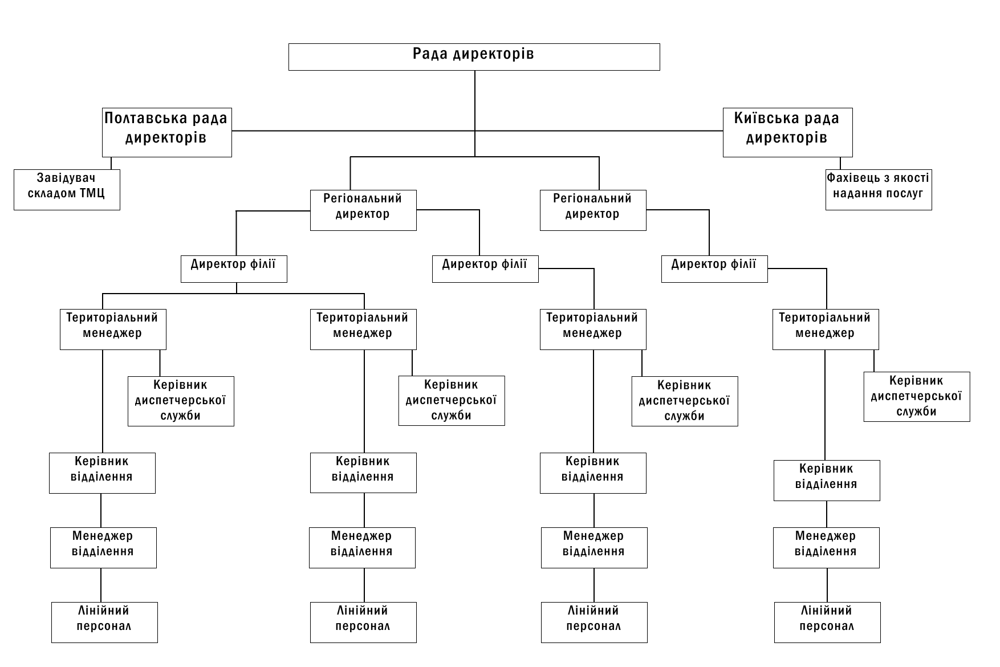 Рада директорів
Полтавська рада
директорів
Київська рада
директорів
Завідувач
складом ТМЦ
Фахівець з якості
надання послуг
Регіональний
директор
Регіональний
директор
Директор філії
Директор філії
Директор філії
Територіальний
менеджер
Територіальний
менеджер
Територіальний
менеджер
Територіальний
менеджер
Керівник
диспетчерської
служби
Керівник
диспетчерської
служби
Керівник
диспетчерської
служби
Керівник
диспетчерської
служби
Керівник
відділення
Керівник
відділення
Керівник
відділення
Керівник
відділення
Менеджер
відділення
Менеджер
відділення
Менеджер
відділення
Менеджер
відділення
Лінійний
персонал
Лінійний
персонал
Лінійний
персонал
Лінійний
персонал